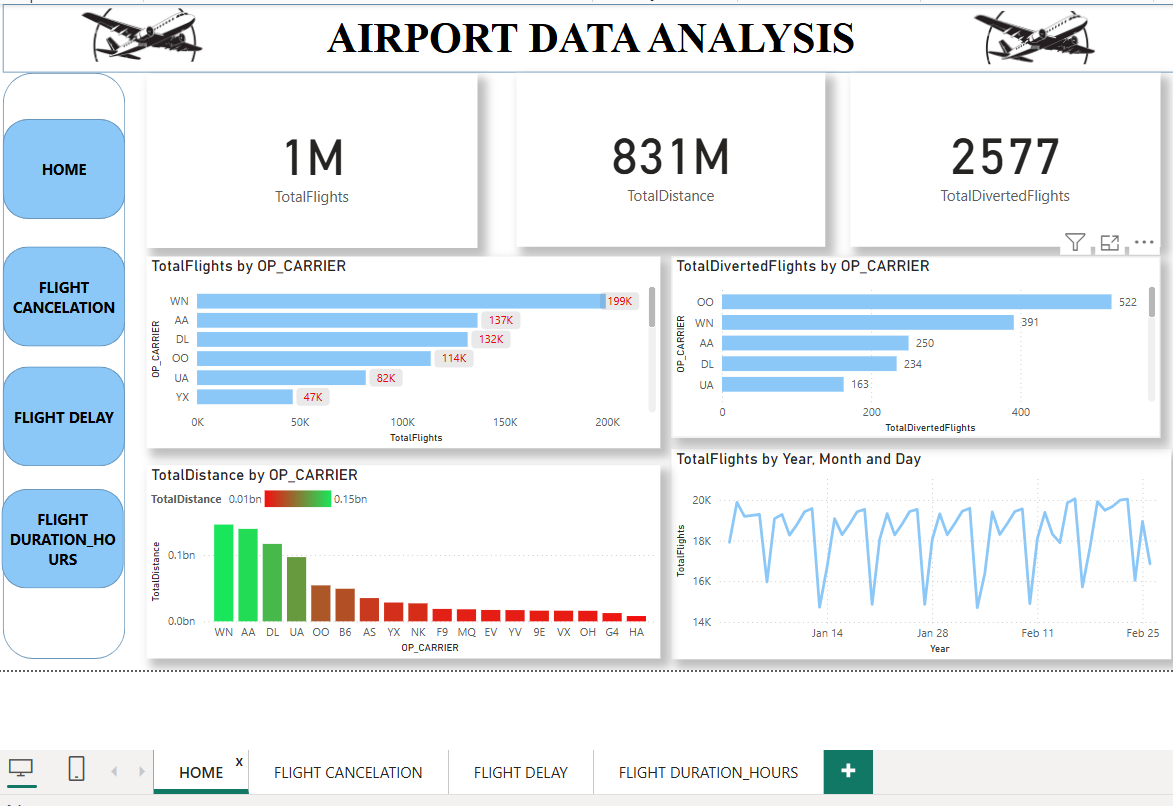 AIRPORT DATA ANALYSIS
HOME
FLIGHT
CANCELATION
FLIGHT DELAY
FLIGHT
DURATION_HO
URS
1M
TotalFlights
831M
TotalDistance
2577
TotalDivertedFlights
TotalFlights by OP_CARRIER
OP_CARRIER
WN 199K
AA 137K
DL 132K
OO 114K
UA 82K
YX 47K
0K 50K 100K 150K 200K
TotalFlights
TotalDivertedFlights by OP_CARRIER
OP_CARRIER
OO 522
WN 391
AA 250
DL 234
UA 163
0 200 400
TotalDivertedFlights
TotalDistance by OP_CARRIER
TotalDistance 0.01bn 0.15bn
TotalDistance
0.1bn
0.0bn
WN AA DL UA OO B6 AS YX NK F9 MQ EV YV 9E VX OH G4 HA
OP_CARRIER
TotalFlights by Year, Month and Day
TotalFlights
20K
18K
16K
14K
Jan 14 Jan 28 Feb 11 Feb 25
Year
HOME X FLIGHT CANCELATION FLIGHT DELAY FLIGHT DURATION_HOURS +